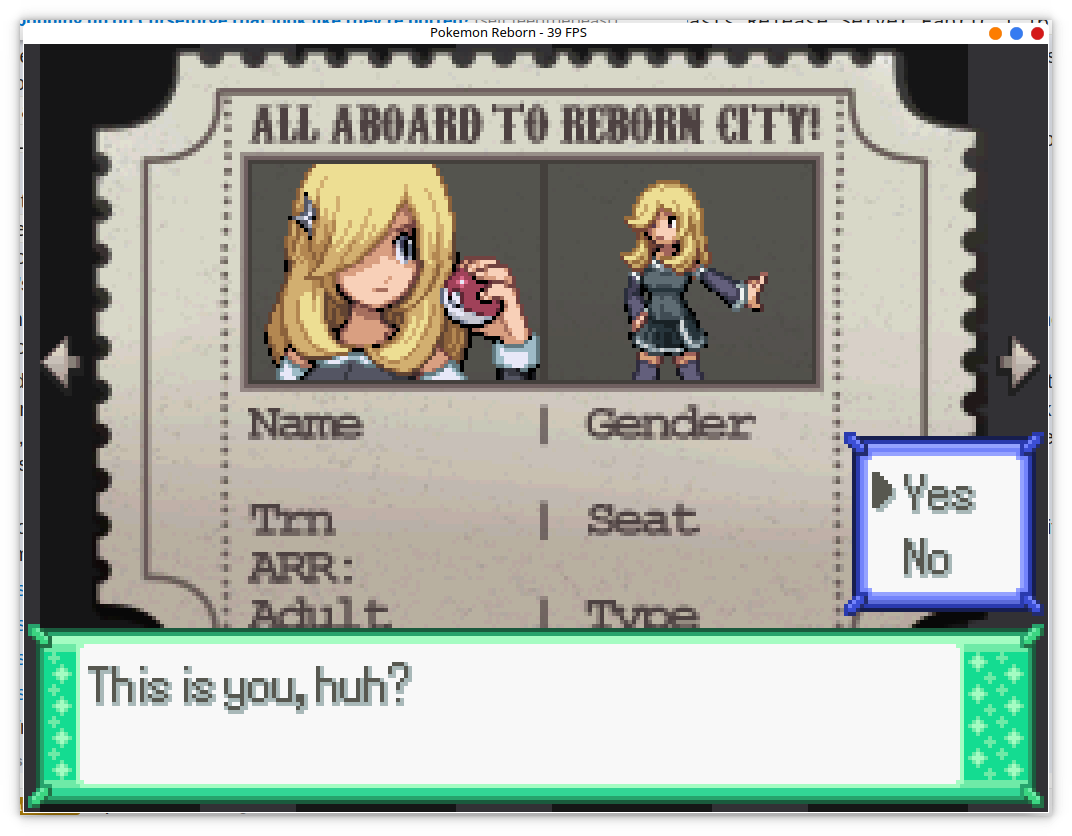 Pokemon Reborn - 39 FPS
ALL ABOARD TO REBORN CITY!
Name | Gender
Trn | Seat
ARR:
Adult | Type
Yes
No
This is you, huh?